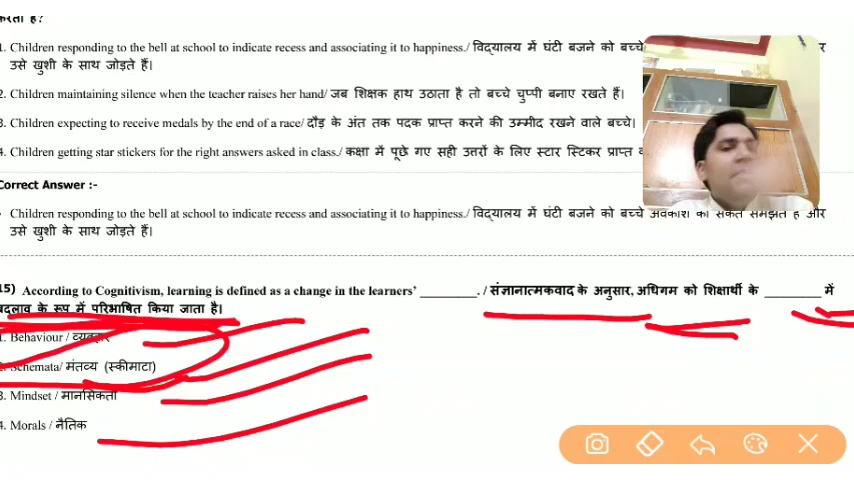 करता है?
1. Children responding to the bell at school to indicate recess and associating it to happiness./ विद्यालय में घंटी बजने को बच्चे
उसे खुशी के साथ जोड़ते हैं।
2. Children maintaining silence when the teacher raises her hand/ जब शिक्षक हाथ उठाता है तो बच्चे चुप्पी बनाए रखते हैं।
3. Children expecting to receive medals by the end of a race/ दौड़ के अंत तक पदक प्राप्त करने की उम्मीद रखने वाले बच्चे।
4. Children getting star stickers for the right answers asked in class./ कक्षा में पूछे गए सही उत्तरों के लिए स्टार स्टिकर प्राप्त
Correct Answer :-
Children responding to the bell at school to indicate recess and associating it to happiness./ विद्यालय में घंटी बजने को बच्चे अवकाश का संकेत समझते हैं और
उसे खुशी के साथ जोड़ते हैं।
15) According to Cognitivism, learning is defined as a change in the learners' ________. / संज्ञानात्मकवाद के अनुसार, अधिगम को शिक्षार्थी के ________ में
बदलाव के रूप में परिभाषित किया जाता है।
1. Behaviour / व्यवहार
2. Schemata/ मंतव्य (स्कीमाटा)
3. Mindset / मानसिकता
4. Morals / नैतिक